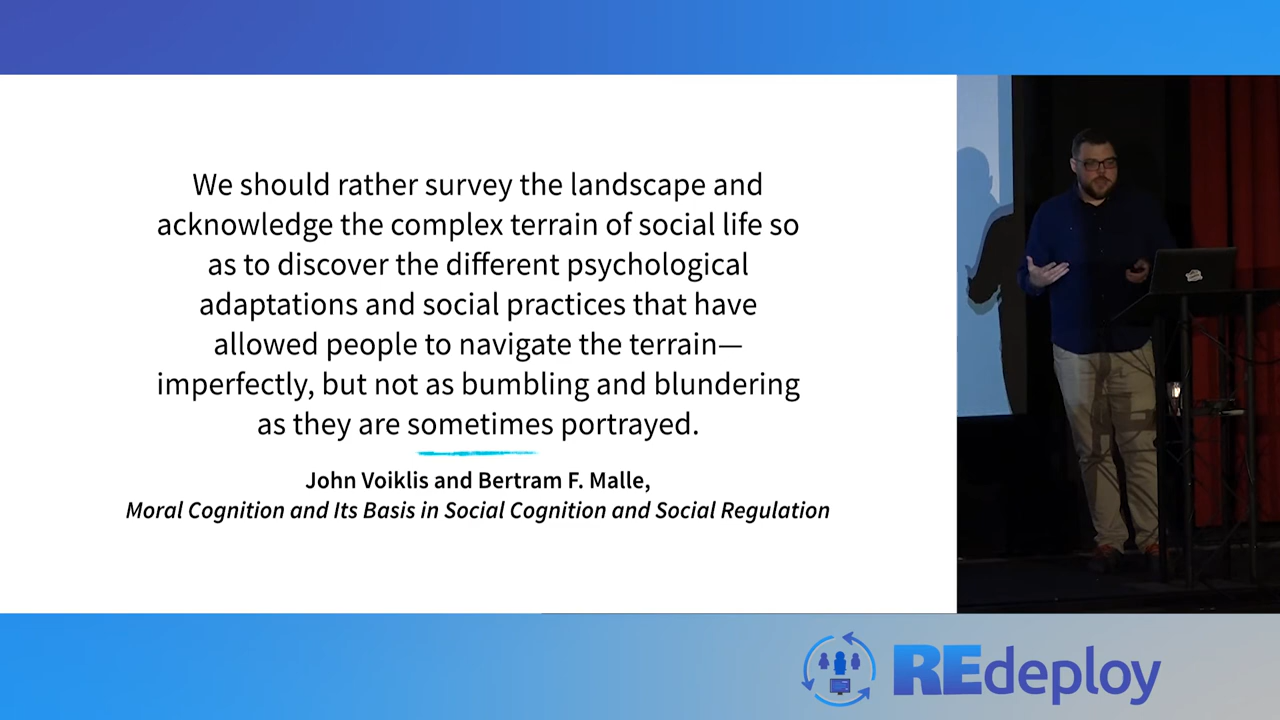 We should rather survey the landscape and
acknowledge the complex terrain of social life so
as to discover the different psychological
adaptations and social practices that have
allowed people to navigate the terrain—
imperfectly, but not as bumbling and blundering
as they are sometimes portrayed.
John Voiklis and Bertram F. Malle,
Moral Cognition and Its Basis in Social Cognition and Social Regulation
REdeploy